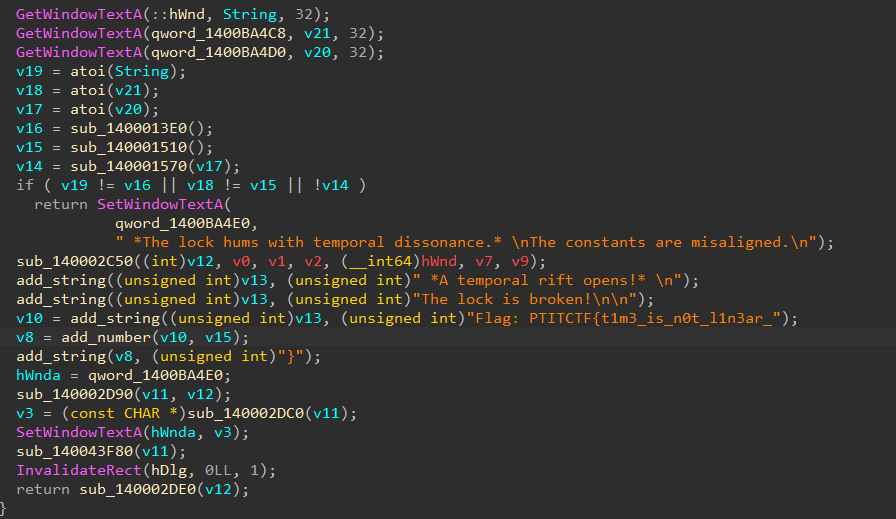 GetWindowTextA(::hWnd, String, 32);
GetWindowTextA(qword_1400BA4C8, v21, 32);
GetWindowTextA(qword_1400BA4D0, v20, 32);
v19 = atoi(String);
v18 = atoi(v21);
v17 = atoi(v20);
v16 = sub_1400013E0();
v15 = sub_140001510();
v14 = sub_140001570(v17);
if ( v19 != v16 || v18 != v15 || !v14 )
return SetWindowTextA(
qword_1400BA4E0,
" *The lock hums with temporal dissonance.* \nThe constants are misaligned.\n");
sub_140002C50((int)v12, v0, v1, v2, (__int64)hWnd, v7, v9);
add_string((unsigned int)v13, (unsigned int)" *A temporal rift opens!* \n");
add_string((unsigned int)v13, (unsigned int)"The lock is broken!\n\n");
v10 = add_string((unsigned int)v13, (unsigned int)"Flag: PTITCTF{t1m3_is_n0t_l1n3ar_");
v8 = add_number(v10, v15);
add_string(v8, (unsigned int)"}");
hWnda = qword_1400BA4E0;
sub_140002D90(v11, v12);
v3 = (const CHAR *)sub_140002DC0(v11);
SetWindowTextA(hWnda, v3);
sub_140043F80(v11);
InvalidateRect(hDlg, 0LL, 1);
return sub_140002DE0(v12);
}